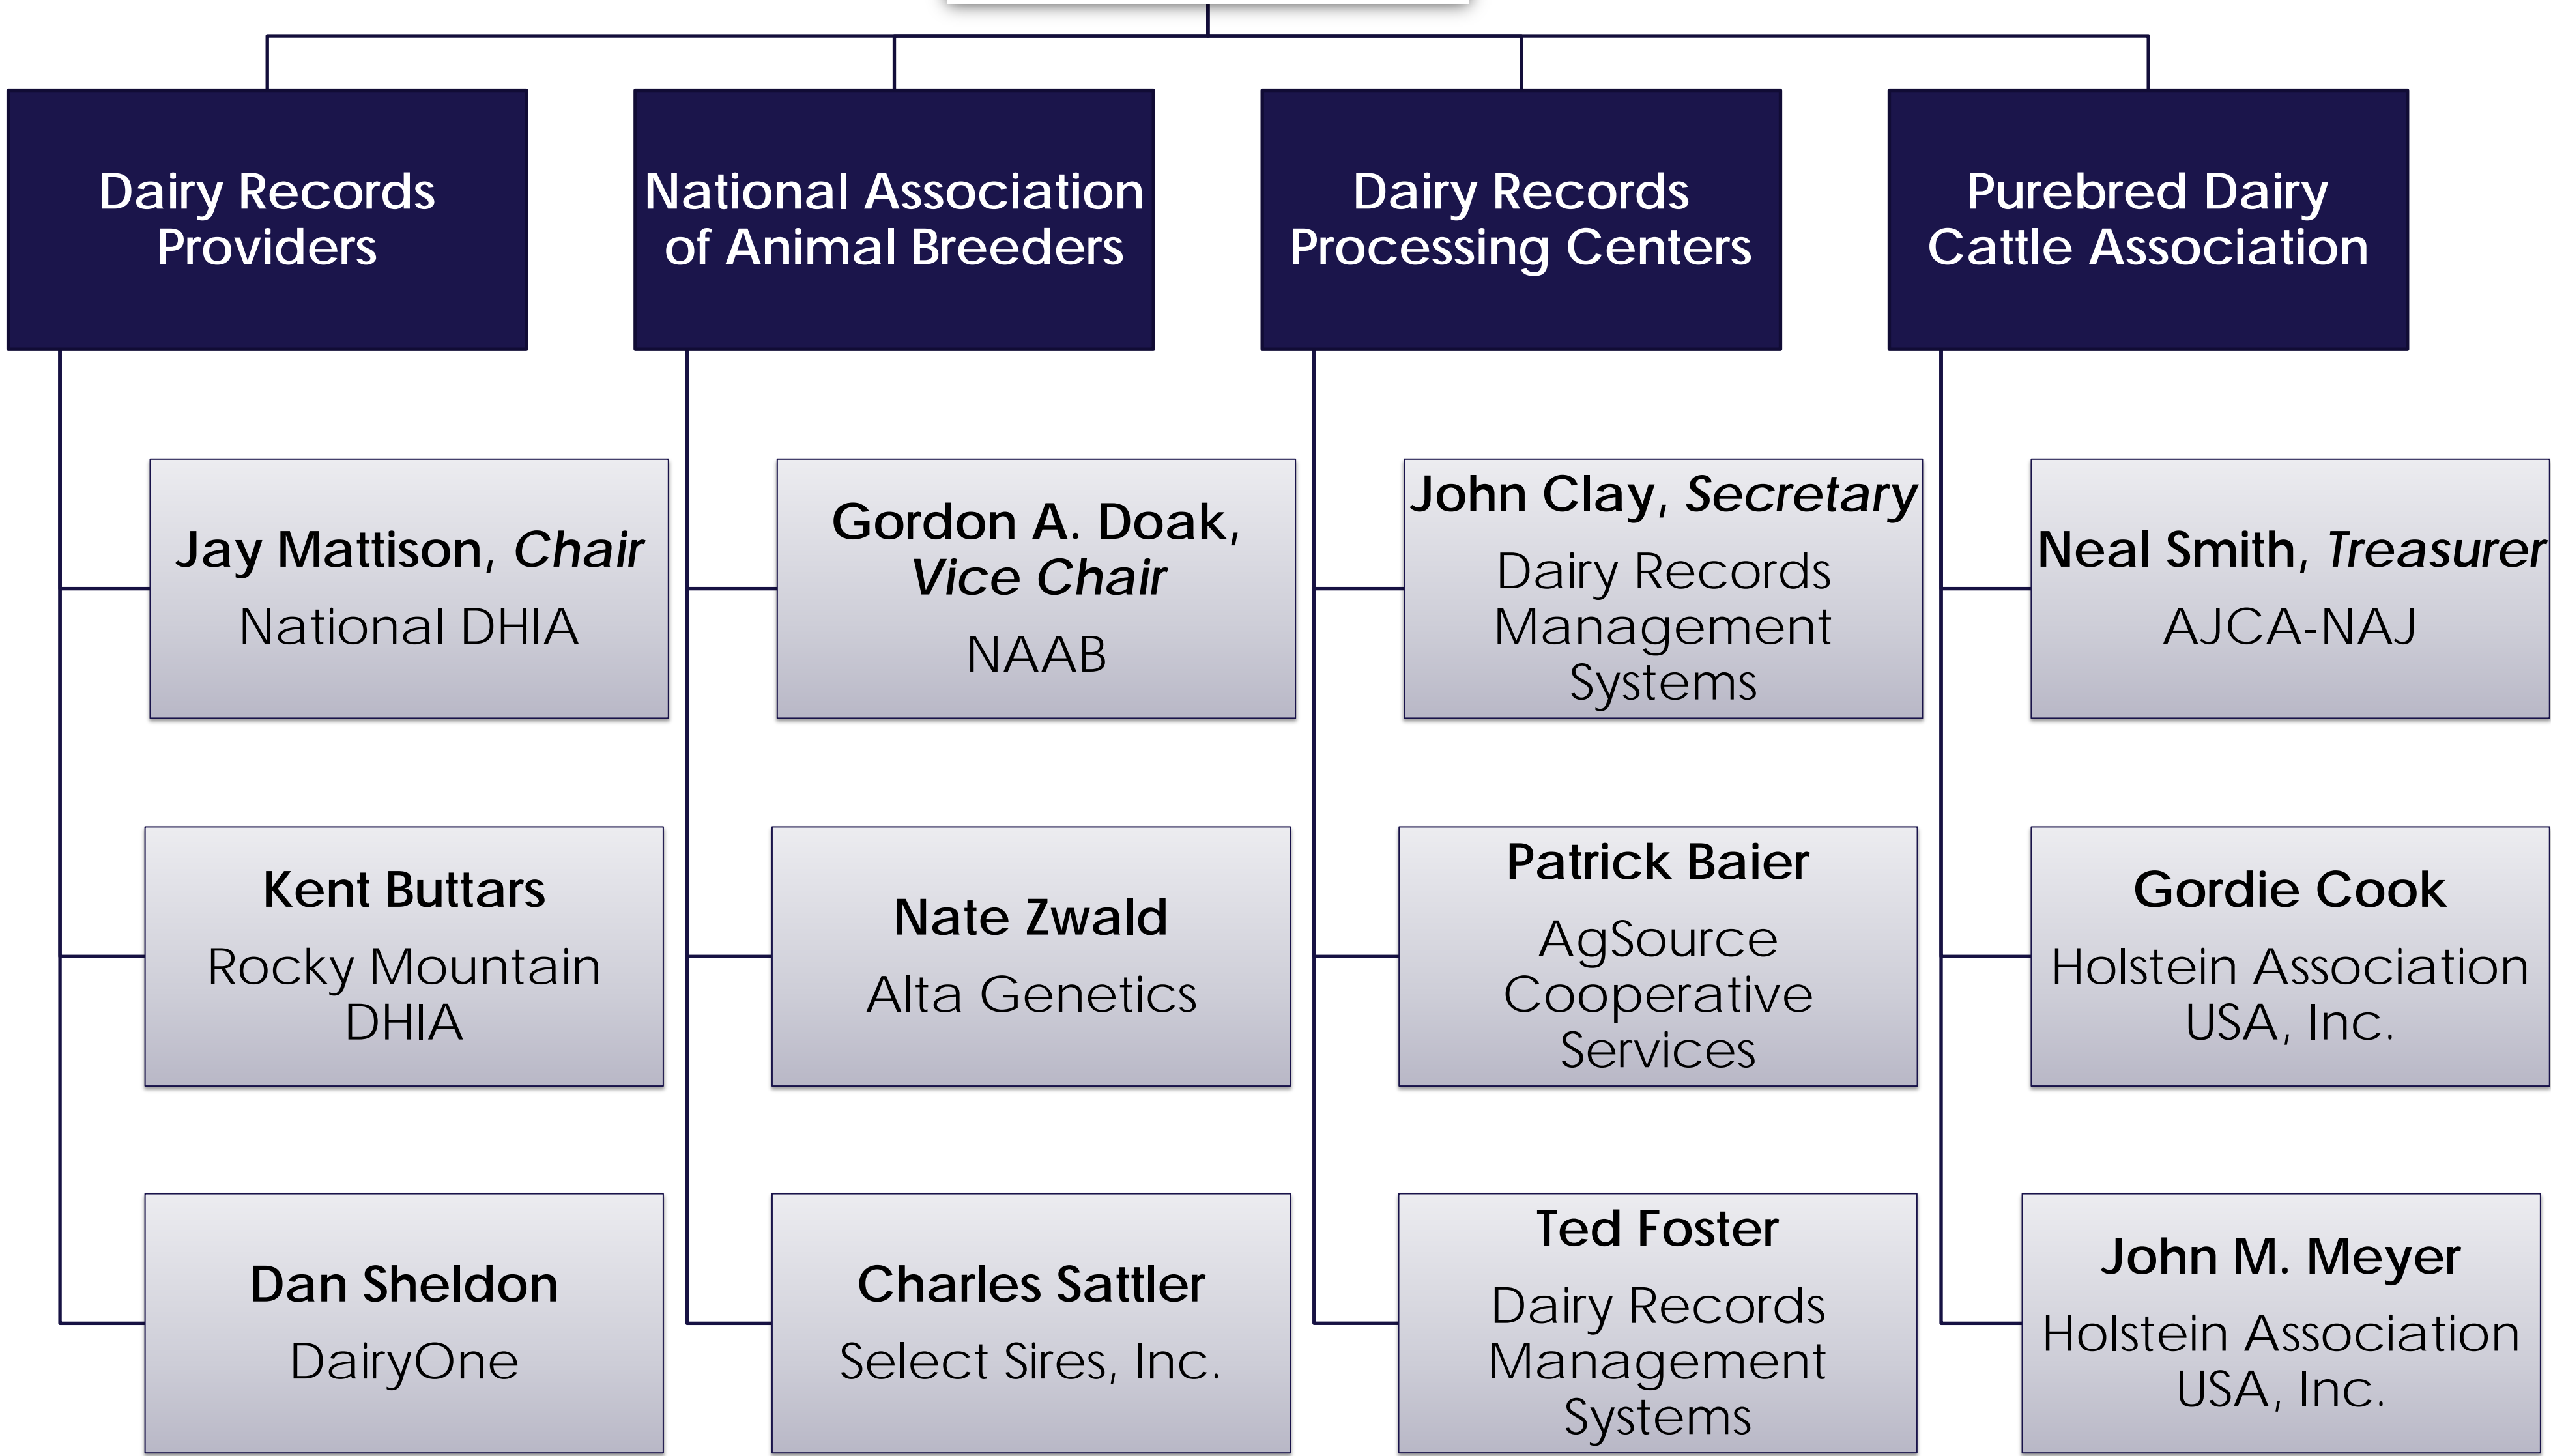 Dairy Records
Providers
National Association
of Animal Breeders
Dairy Records
Processing Centers
Purebred Dairy
Cattle Association
Jay Mattison, Chair
National DHIA
Gordon A. Doak,
Vice Chair
NAAB
John Clay, Secretary
Dairy Records
Management
Systems
Neal Smith, Treasurer
AJCA-NAJ
Kent Buttars
Rocky Mountain
DHIA
Nate Zwald
Alta Genetics
Patrick Baier
AgSource
Cooperative
Services
Gordie Cook
Holstein Association
USA, Inc.
Dan Sheldon
DairyOne
Charles Sattler
Select Sires, Inc.
Ted Foster
Dairy Records
Management
Systems
John M. Meyer
Holstein Association
USA, Inc.